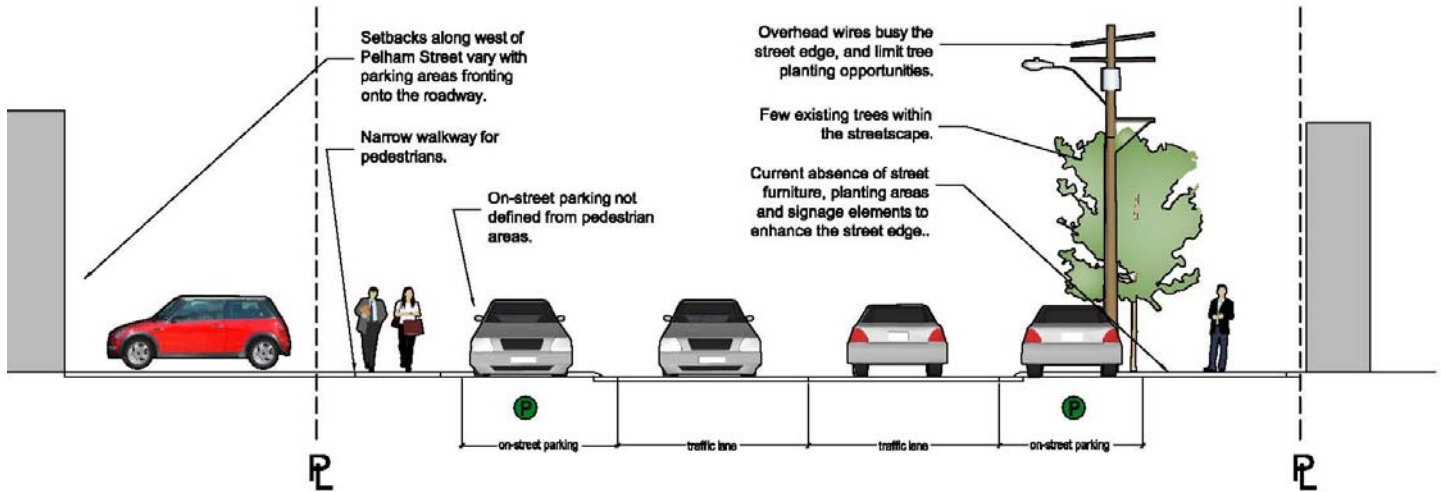 Setbacks along west of
Pelham Street vary with
parking areas fronting
onto the roadway.
Narrow walkway for
pedestrians.
On-street parking not
defined from pedestrian
areas.
Overhead wires busy the
street edge, and limit tree
planting opportunities.
Few existing trees within
the streetscape.
Current absence of street
furniture, planting areas
and signage elements to
enhance the street edge..
P
P
on-street parking
traffic lane
traffic lane
on-street parking
PL
PL